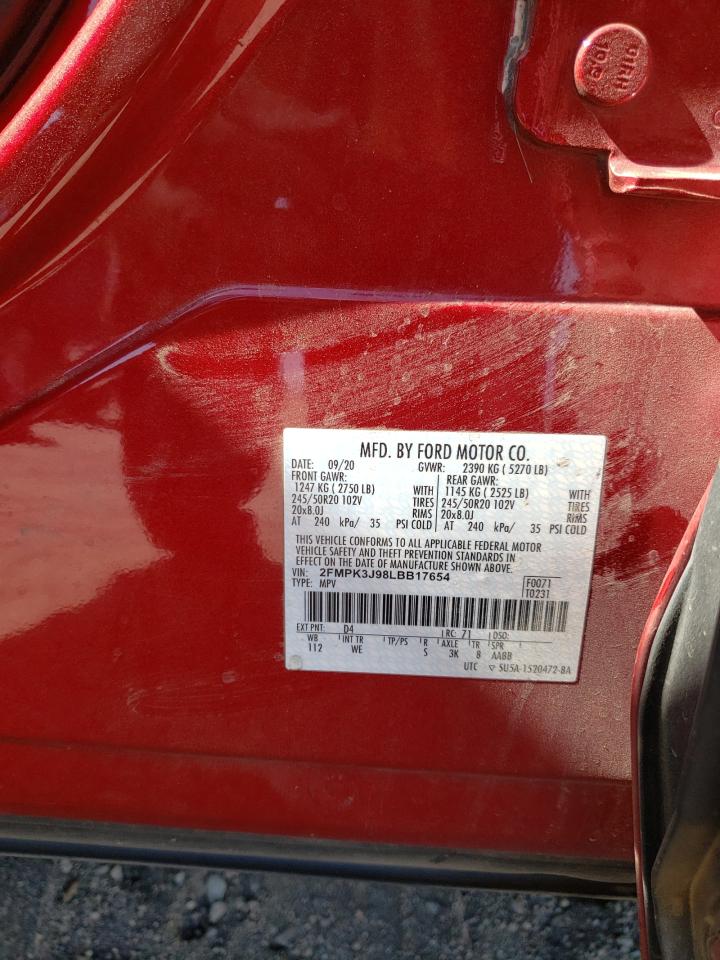 91RH
MFD. BY FORD MOTOR CO.
DATE: 09/20 GVWR: 2390 KG ( 5270 LB)
FRONT GAWR: REAR GAWR:
1247 KG ( 2750 LB) WITH 1145 KG ( 2525 LB) WITH
245/50R20 102V TIRES 245/50R20 102V TIRES
20x8.0J RIMS 20x8.0J RIMS
AT 240 kPa/ 35 PSI COLD AT 240 kPa/ 35 PSI COLD
THIS VEHICLE CONFORMS TO ALL APPLICABLE FEDERAL MOTOR
VEHICLE SAFETY AND THEFT PREVENTION STANDARDS IN
EFFECT ON THE DATE OF MANUFACTURE SHOWN ABOVE.
VIN: 2FMPK3J98LBB17654 F0071
TYPE: MPV T0231
EXT PNT: D4 RC: 71 DSO:
WB INT TR TP/PS R AXLE TR SPR
112 WE S 3K 8 AABB
UTC ▽ 5U5A-1520472-BA